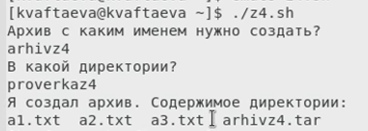 [kvaftaeva@kvaftaeva ~]$ ./z4.sh
Архив с каким именем нужно создать?
arhivz4
В какой директории?
proverkaz4
Я создал архив. Содержимое директории:
a1.txt  a2.txt  a3.txt  arhivz4.tar